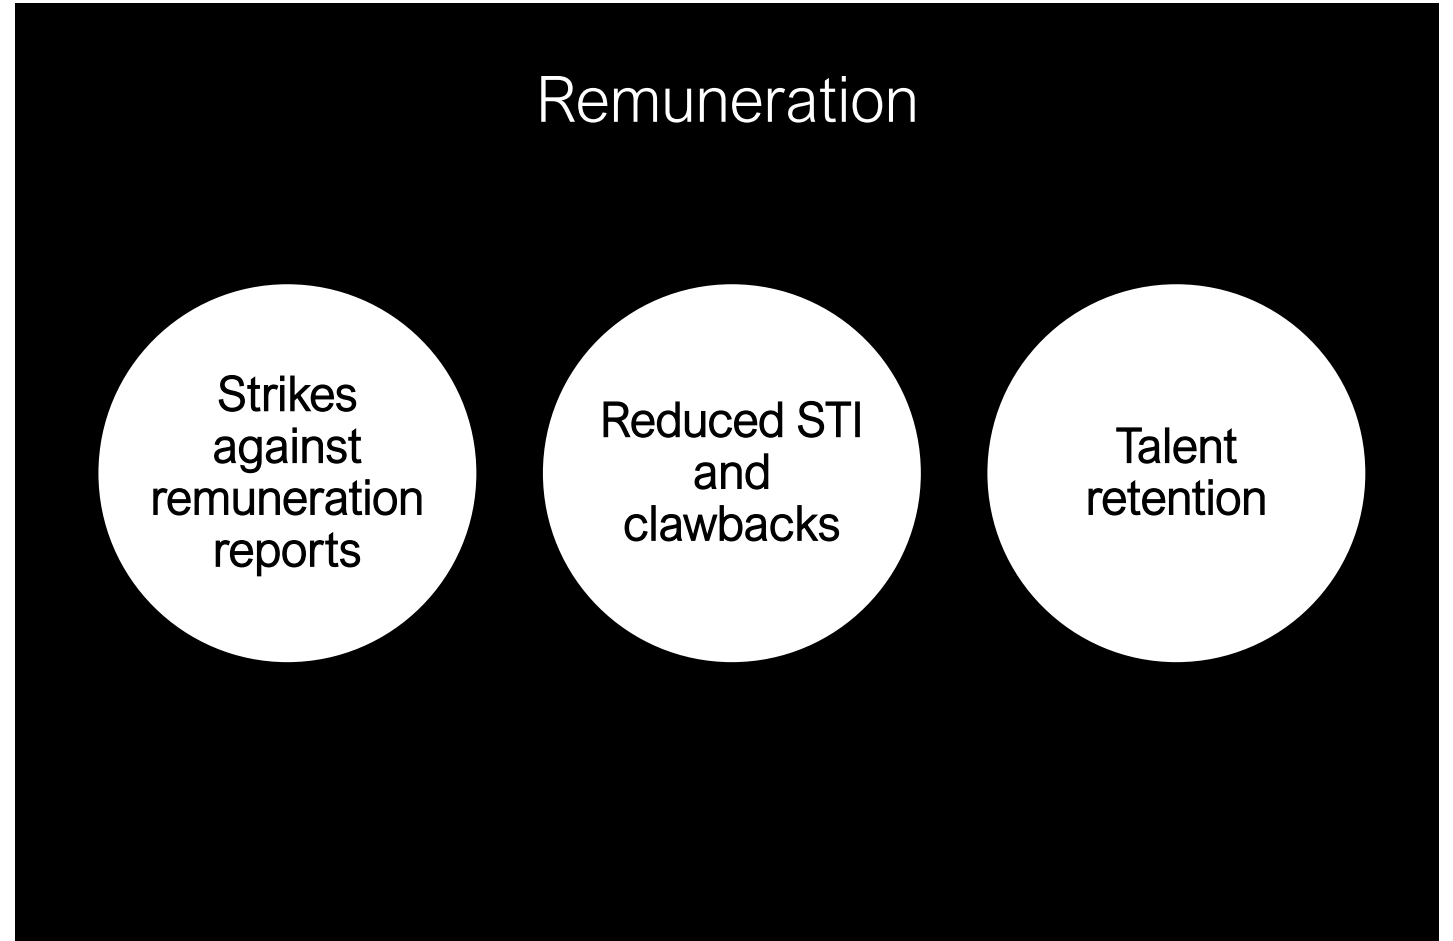 Remuneration
Strikes
against
remuneration
reports
Reduced STI
and
clawbacks
Talent
retention